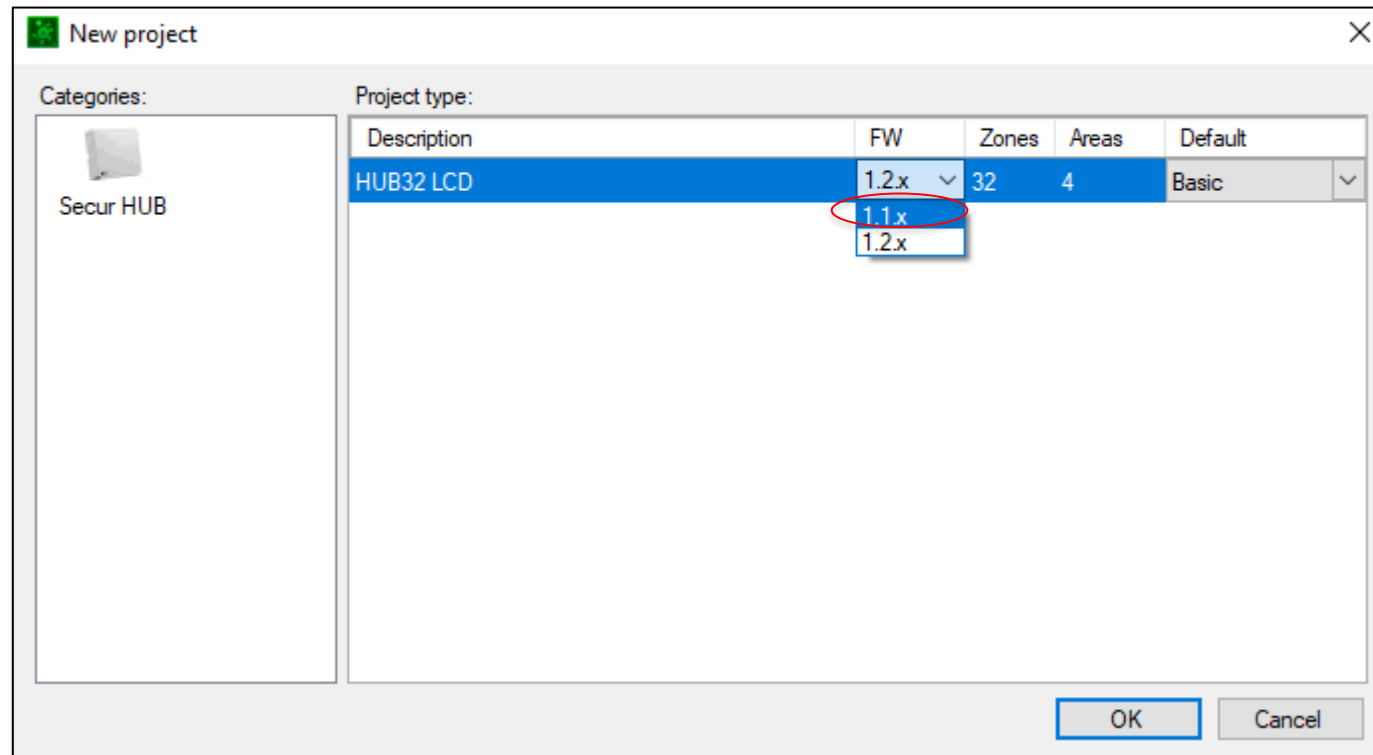 New project
Categories:
Project type:
Secur HUB
Description FW Zones Areas Default
HUB32 LCD 1.2.x 32 4 Basic
1.1.x
1.2.x
OK Cancel